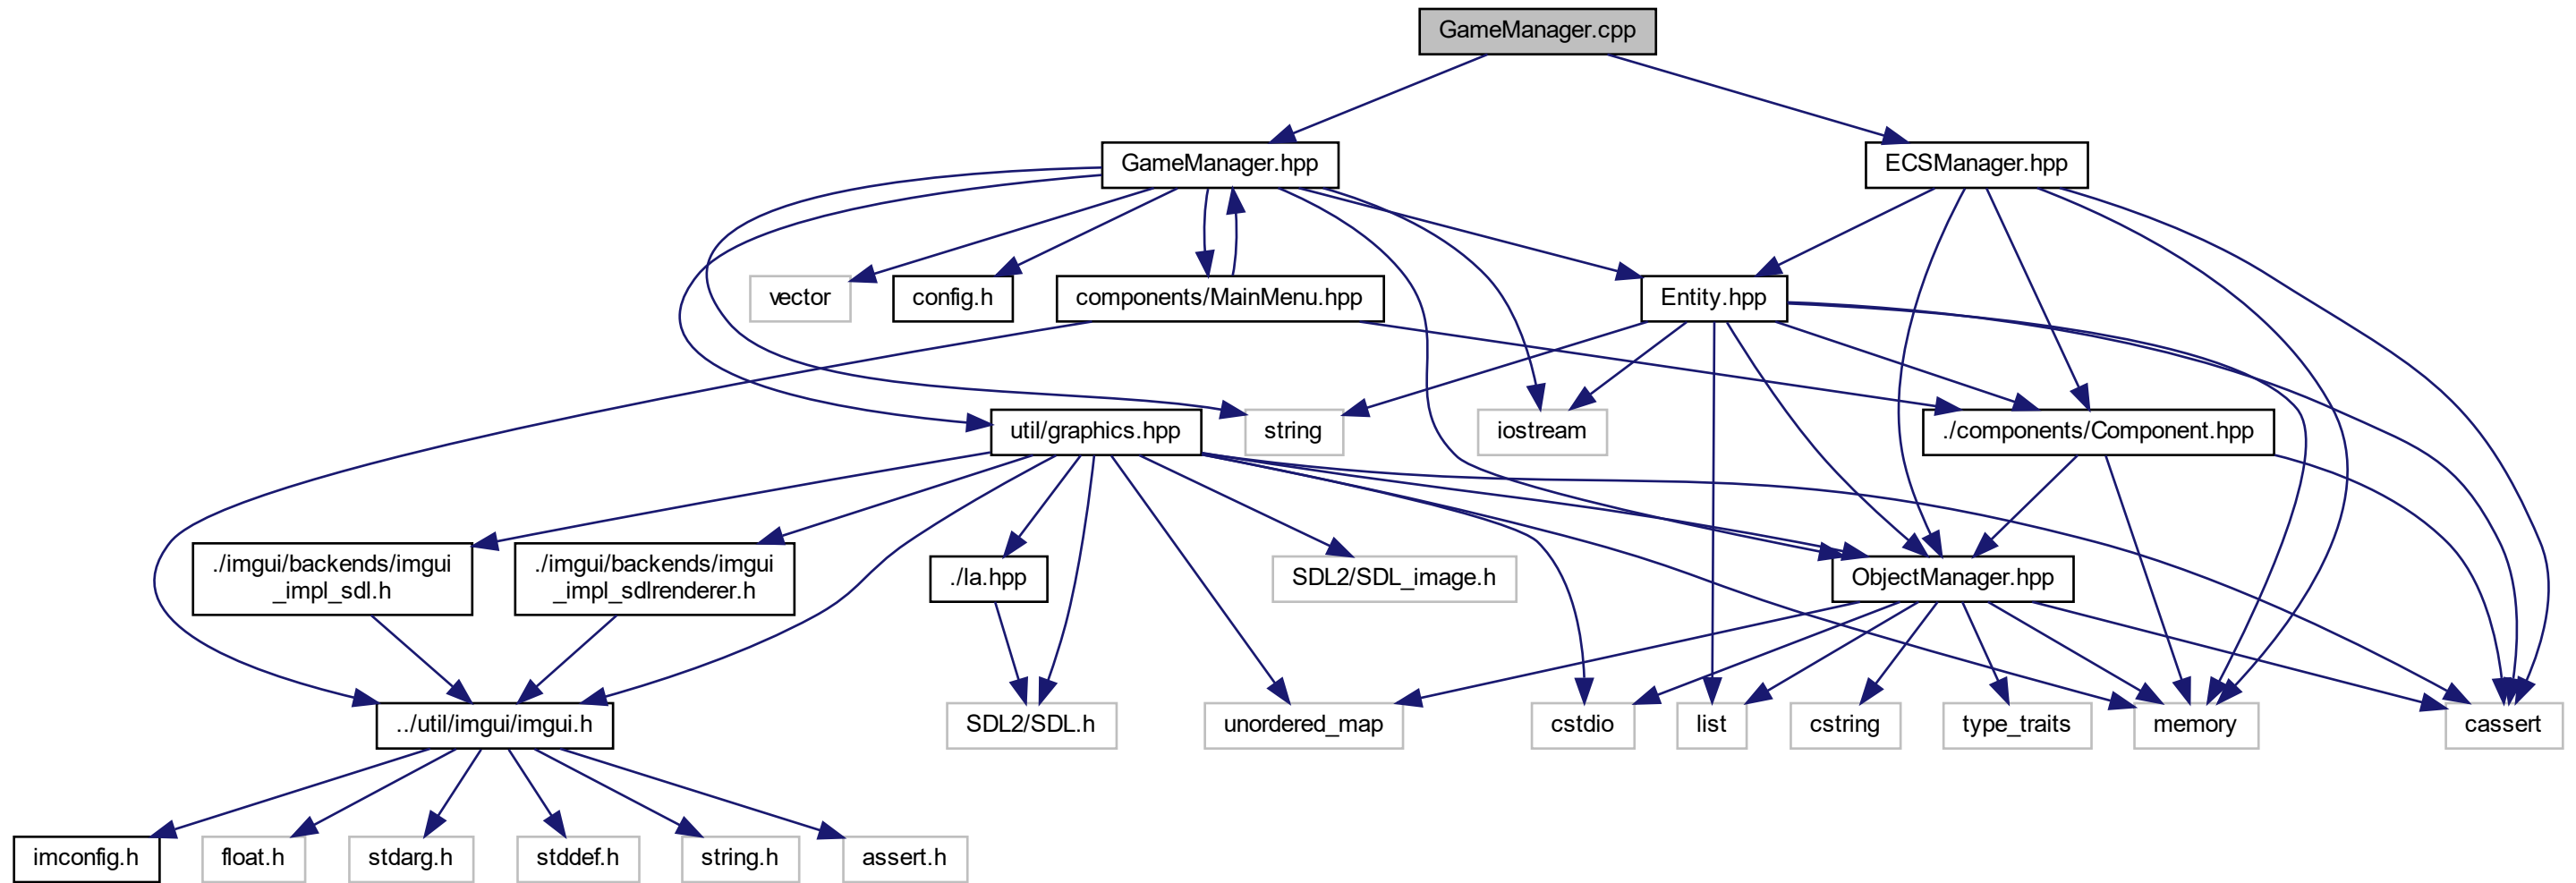 GameManager.cpp
GameManager.hpp
ECSManager.hpp
vector
config.h
components/MainMenu.hpp
Entity.hpp
util/graphics.hpp
string
iostream
./components/Component.hpp
./imgui/backends/imgui
_impl_sdl.h
./imgui/backends/imgui
_impl_sdlrenderer.h
./la.hpp
SDL2/SDL_image.h
ObjectManager.hpp
../util/imgui/imgui.h
SDL2/SDL.h
unordered_map
cstdio
list
cstring
type_traits
memory
cassert
imconfig.h
float.h
stdarg.h
stddef.h
string.h
assert.h